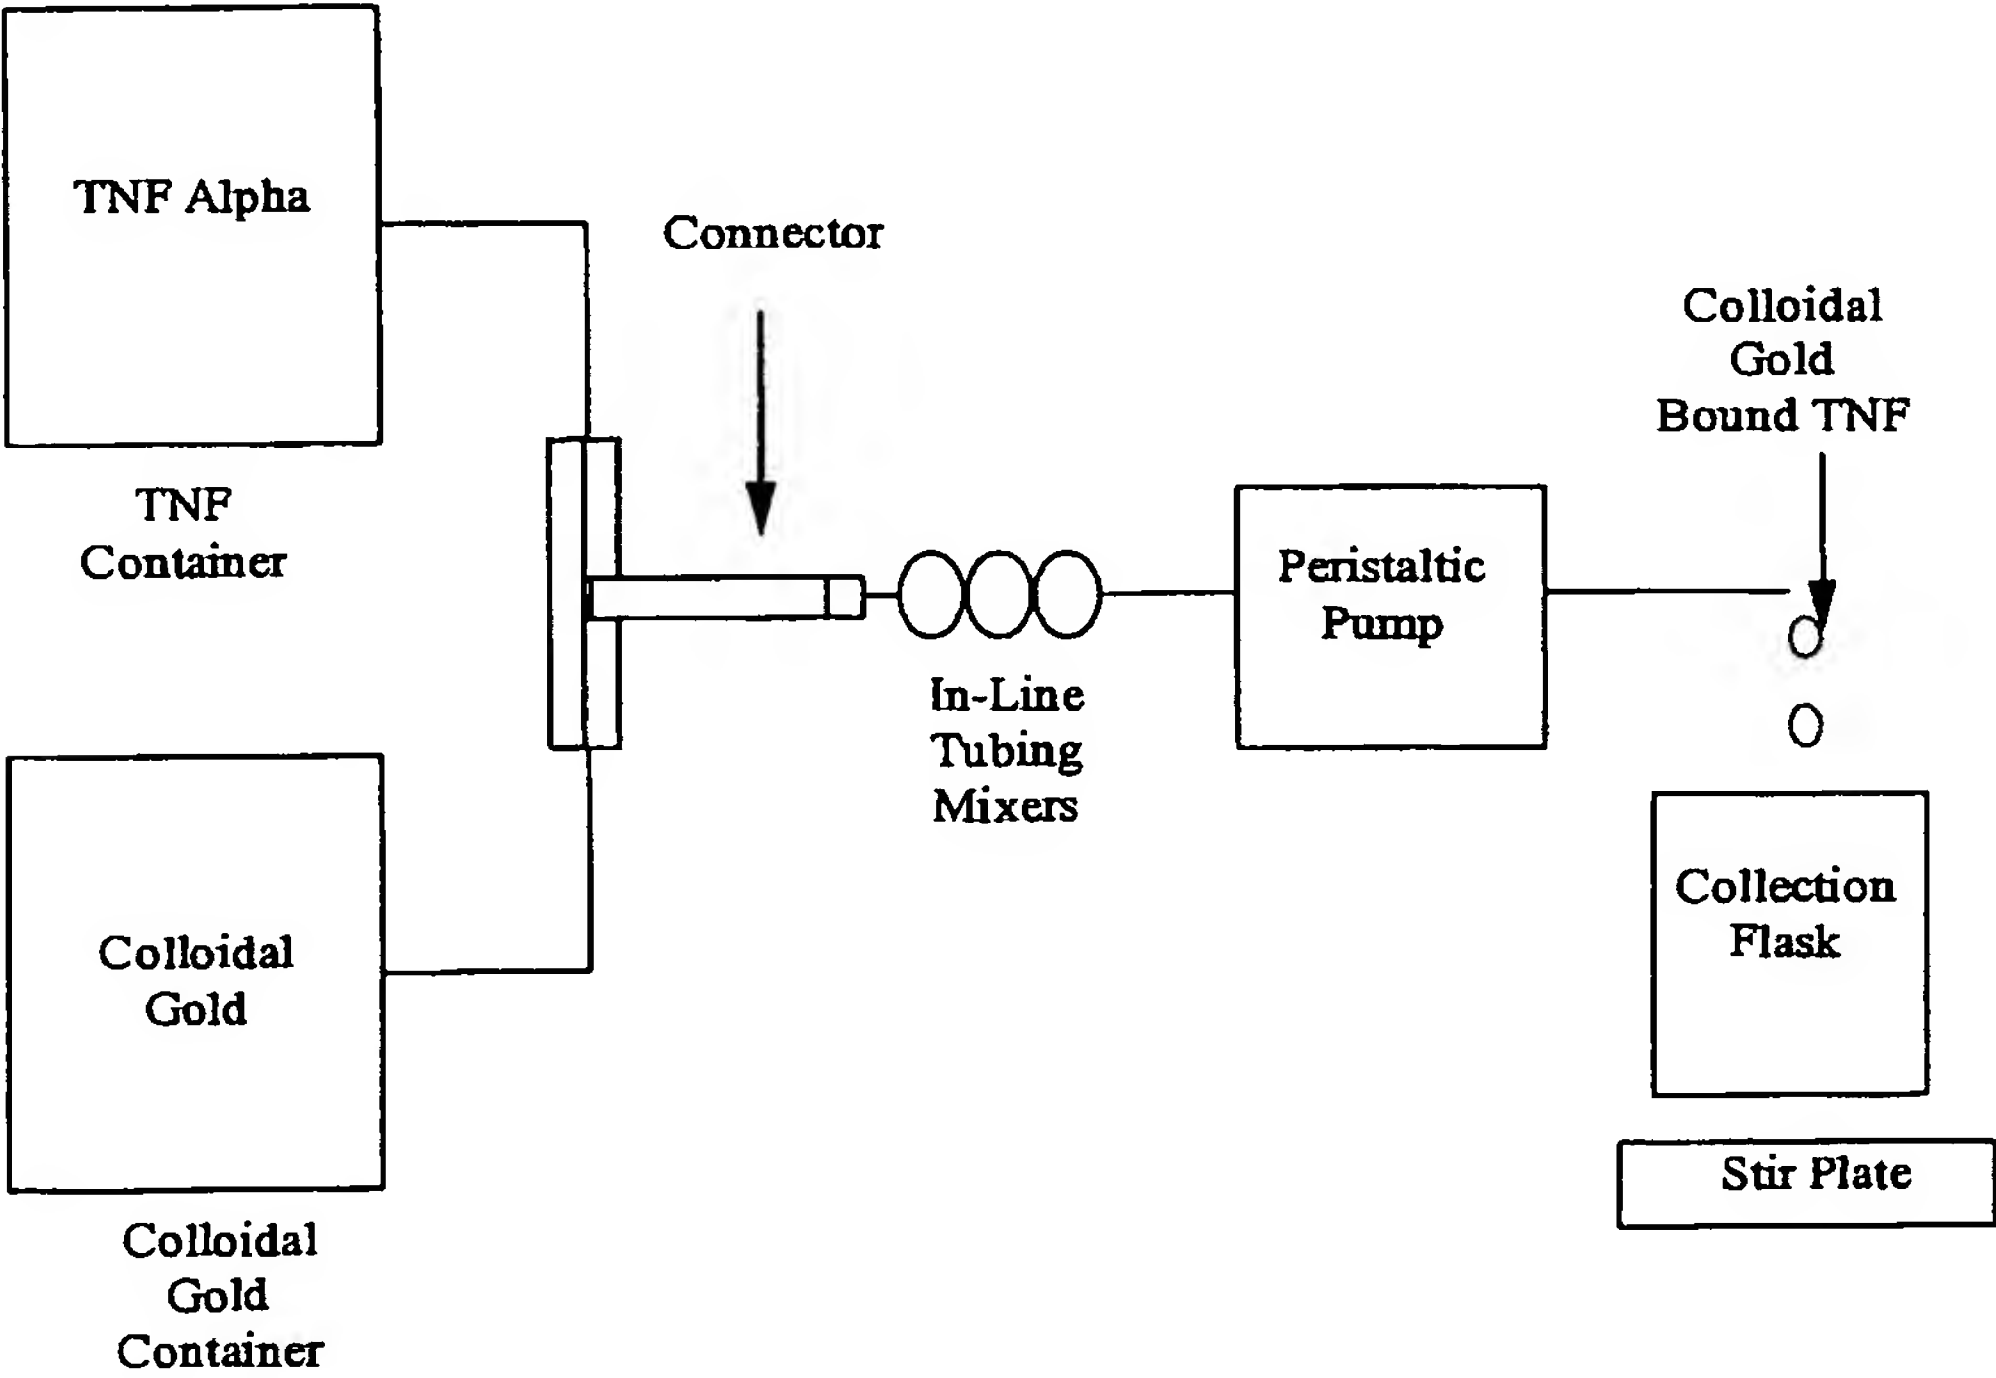 TNF Alpha
TNF
Container
Connector
Colloidal
Gold
Bound TNF
Peristaltic
Pump
In-Line
Tubing
Mixers
Collection
Flask
Stir Plate
Colloidal
Gold
Colloidal
Gold
Container